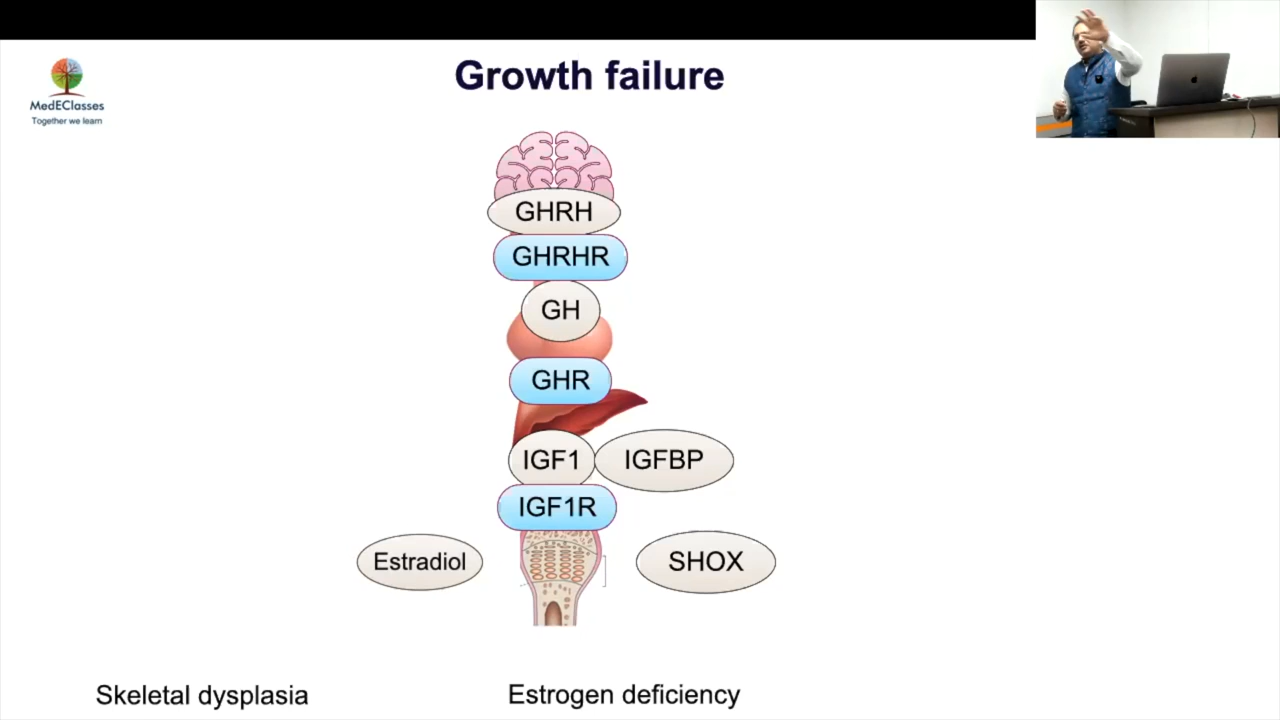 Growth failure
MedEClasses
Together we learn
GHRH
GHRHR
GH
GHR
IGF1
IGFBP
IGF1R
Estradiol
SHOX
Skeletal dysplasia
Estrogen deficiency